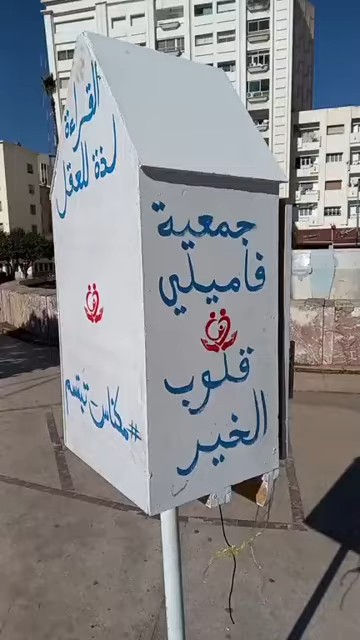 القراءة
لذة للعقل
#مكناس_تبتسم
جمعية
فاميلي
قلوب
الخير